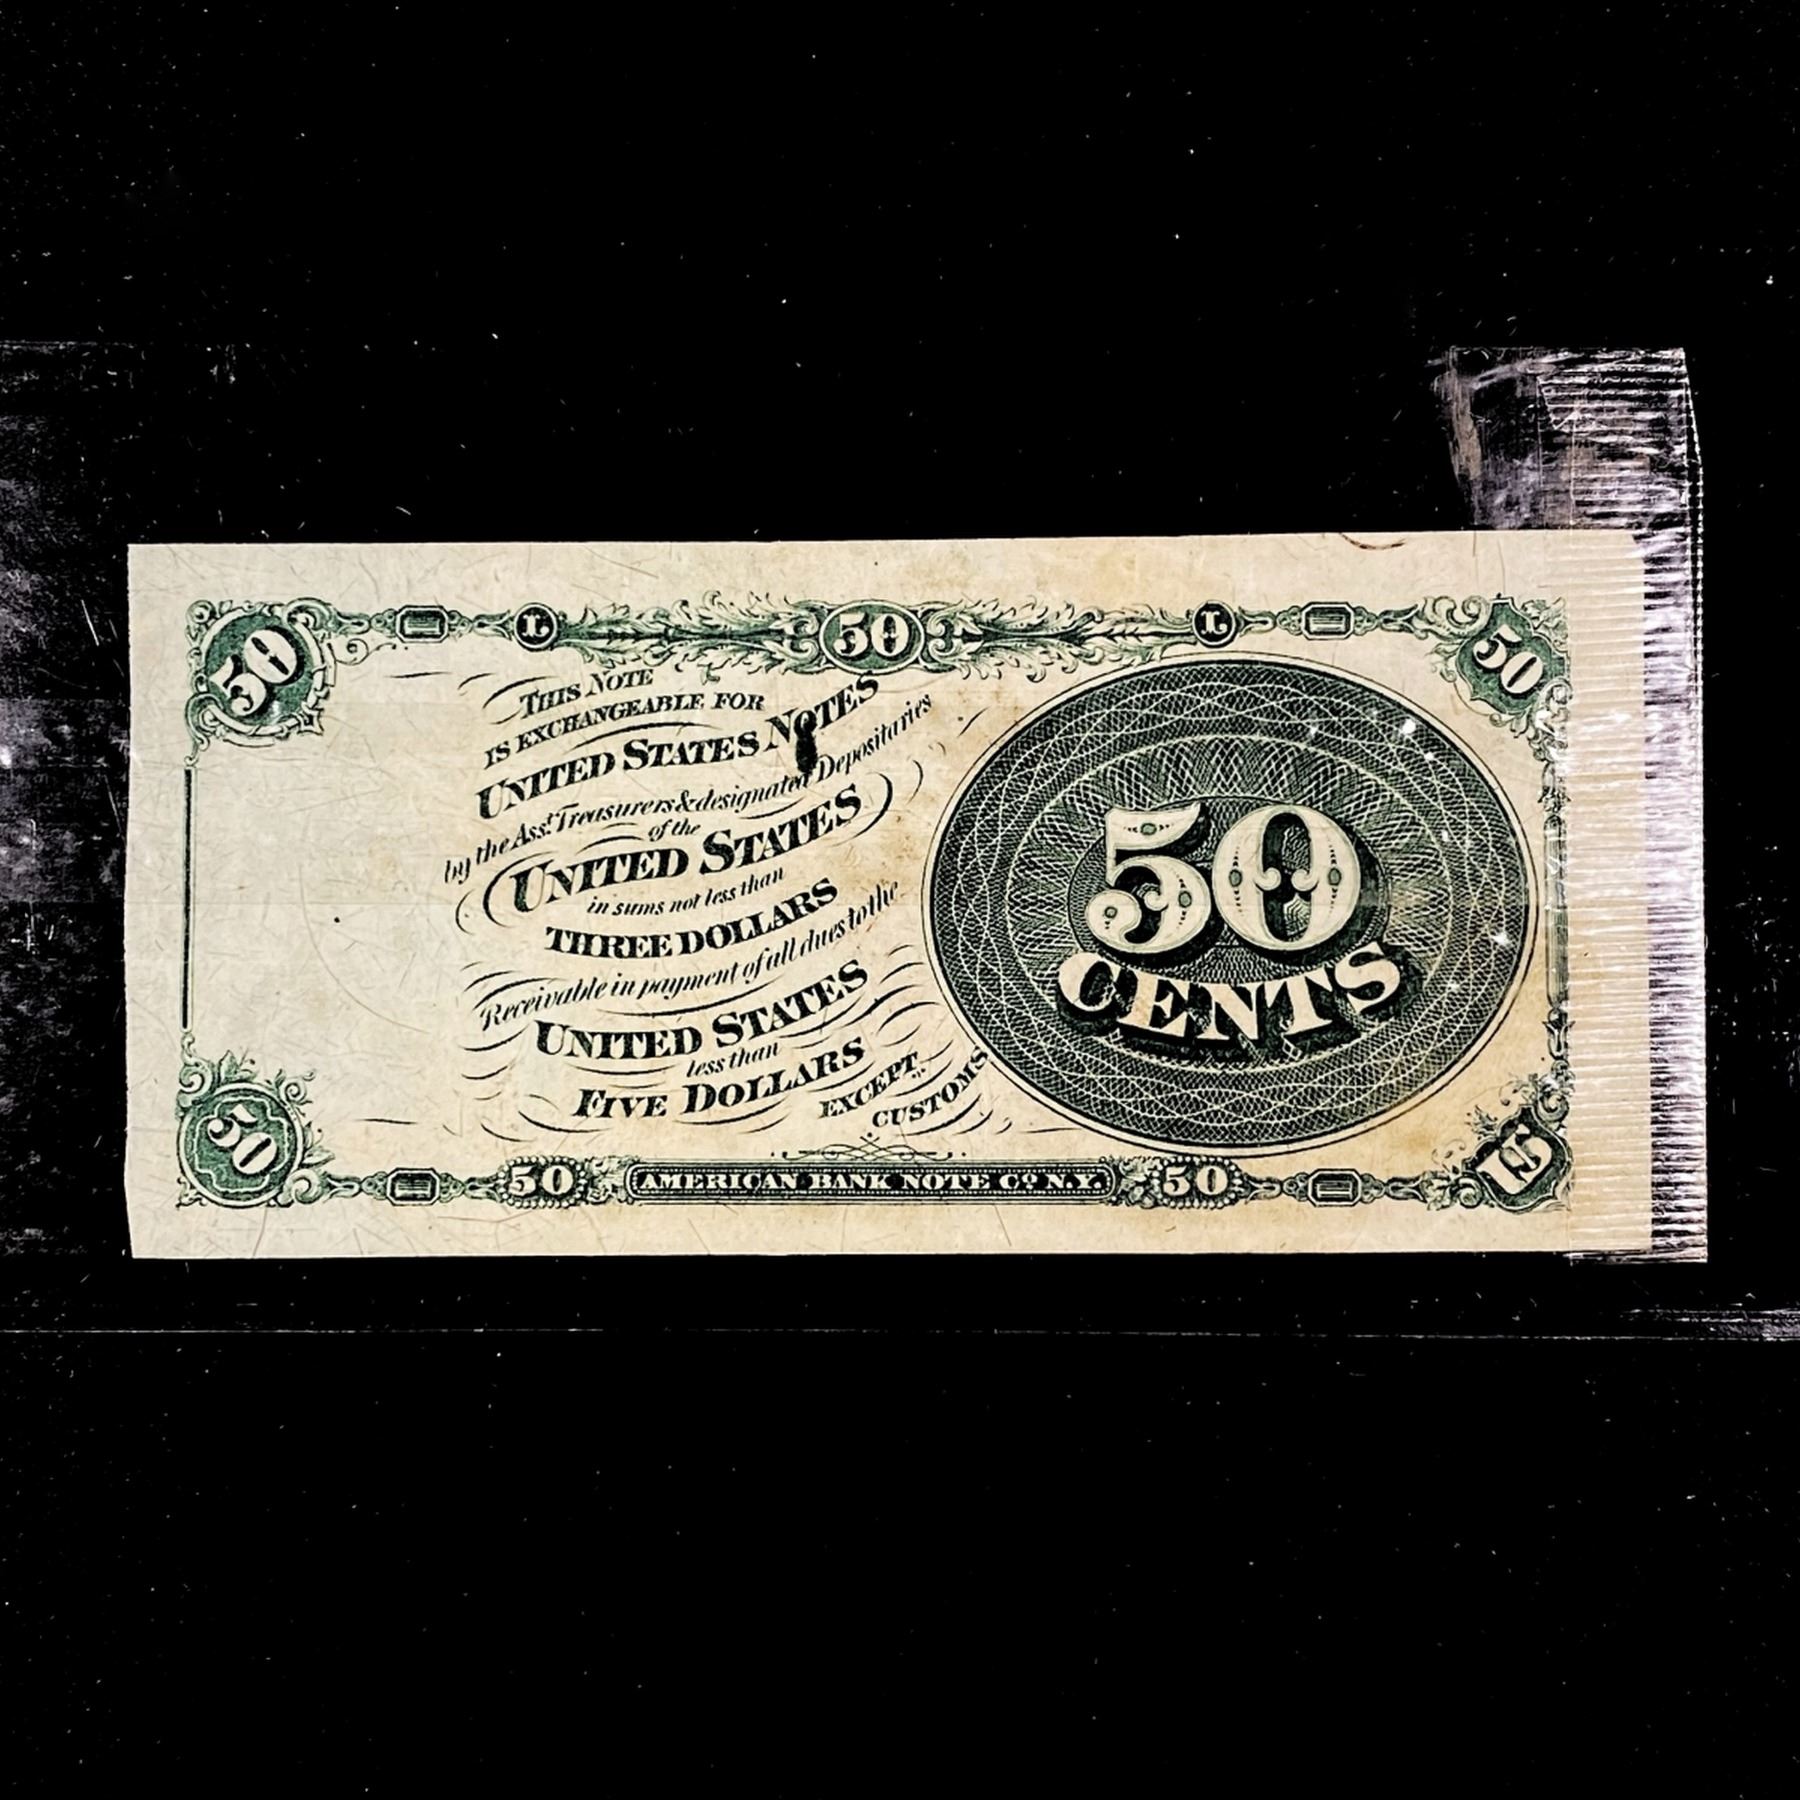 50 L 50 L 50
THIS NOTE
IS EXCHANGEABLE FOR
UNITED STATES NOTES
by the Asst. Treasurers & designated Depositaries
of the
UNITED STATES
in sums not less than
THREE DOLLARS
Receivable in payment of all dues to the
UNITED STATES
less than
FIVE DOLLARS
EXCEPT
CUSTOMS
50
CENTS
50 50 AMERICAN BANK NOTE CO. N.Y. 50 US